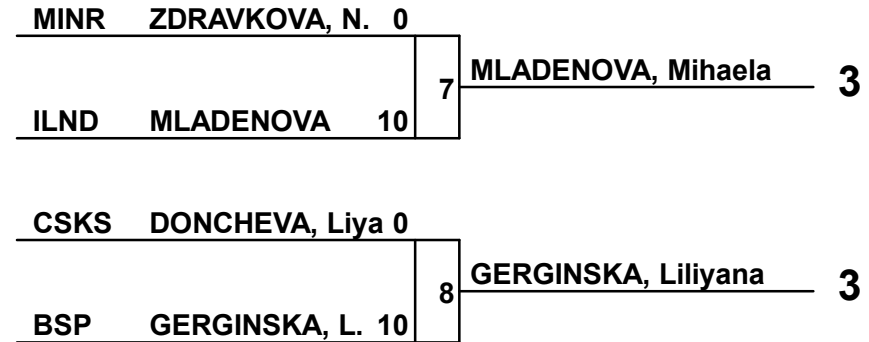 MINR ZDRAVKOVA, N. 0
7 MLADENOVA, Mihaela 3
ILND MLADENOVA 10
CSKS DONCHEVA, Liya 0
8 GERGINSKA, Liliyana 3
BSP GERGINSKA, L. 10